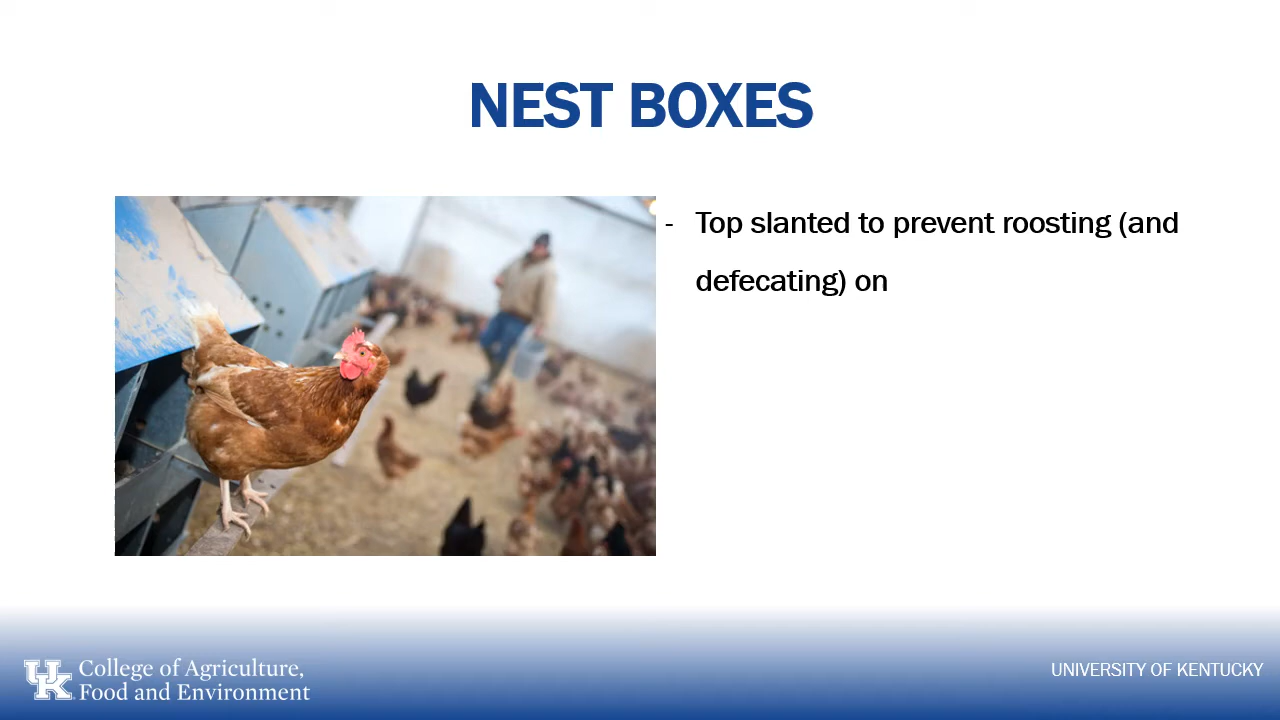 NEST BOXES
- Top slanted to prevent roosting (and
defecating) on
UK College of Agriculture,
Food and Environment
UNIVERSITY OF KENTUCKY